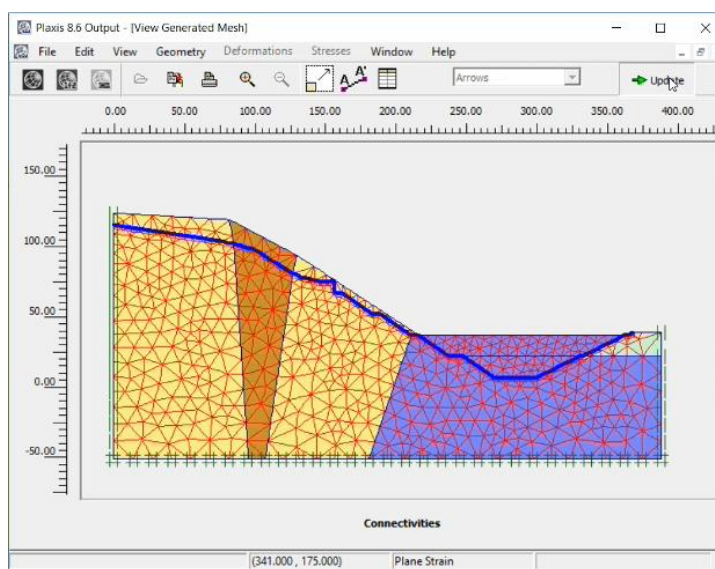 Plaxis 8.6 Output - [View Generated Mesh]
File Edit View Geometry Deformations Stresses Window Help
Arrows
Update
0.00 50.00 100.00 150.00 200.00 250.00 300.00 350.00 400.00
150.00
100.00
50.00
0.00
-50.00
Connectivities
(341.000 , 175.000) Plane Strain